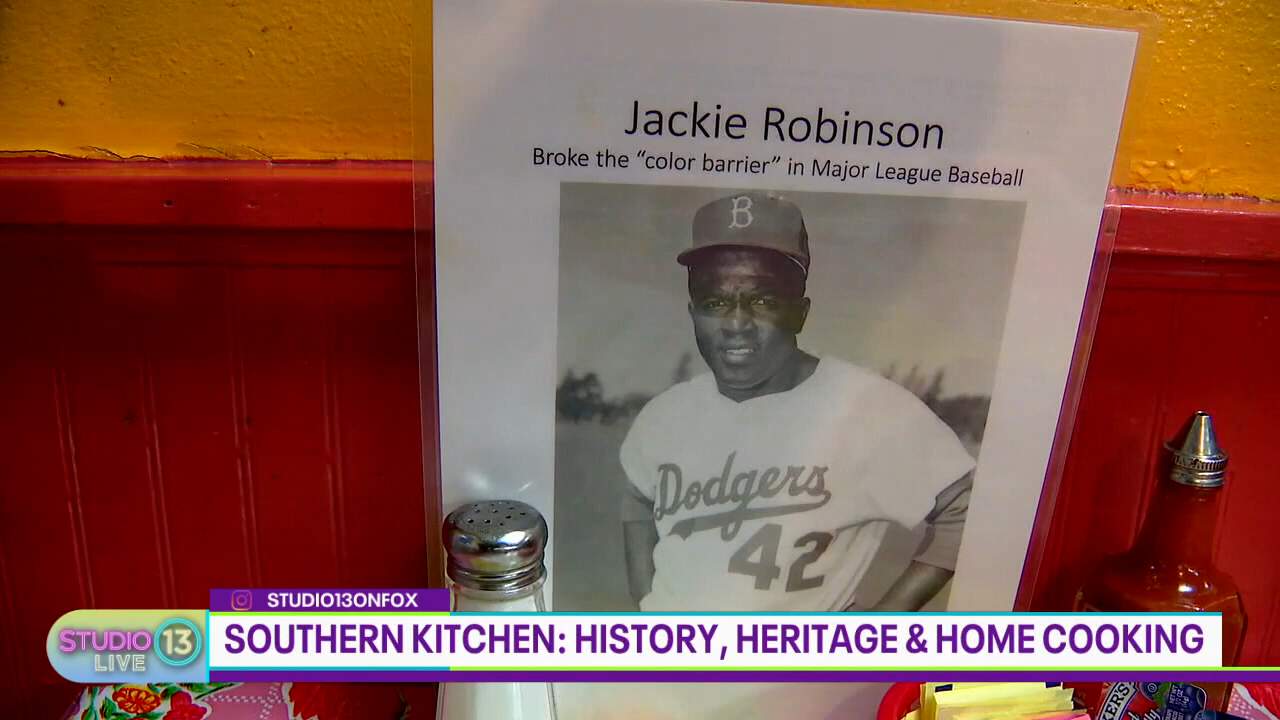 Jackie Robinson
Broke the “color barrier” in Major League Baseball
B
Dodgers
42
STUDIO13ONFOX
STUDIO 13
LIVE
SOUTHERN KITCHEN: HISTORY, HERITAGE & HOME COOKING